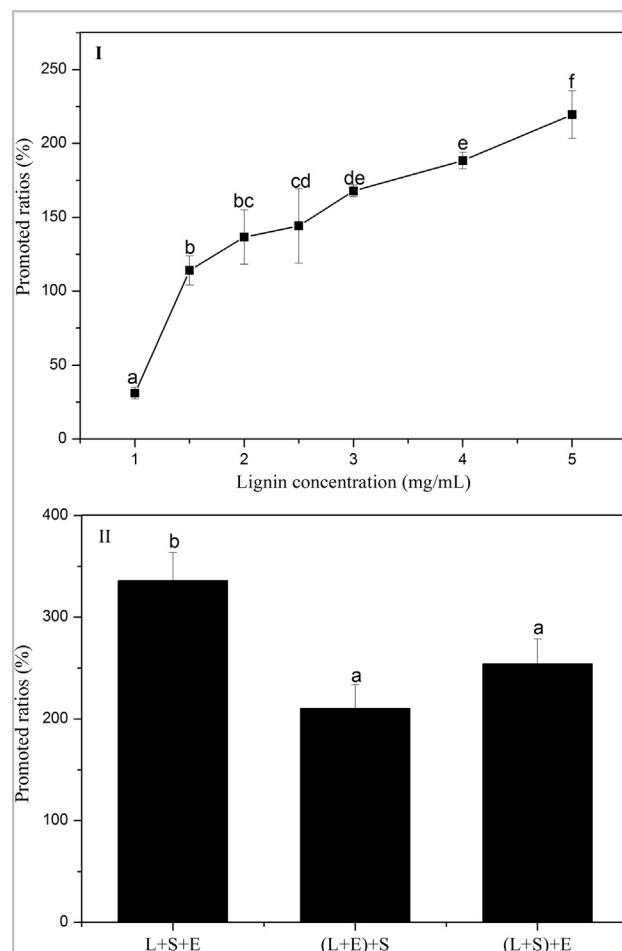 I
250
200
150
100
50
0
Promoted ratios (%)
a
b
bc
cd
de
e
f
1 2 3 4 5
Lignin concentration (mg/mL)
II
400
300
200
100
0
Promoted ratios (%)
b
a
a
L+S+E (L+E)+S (L+S)+E